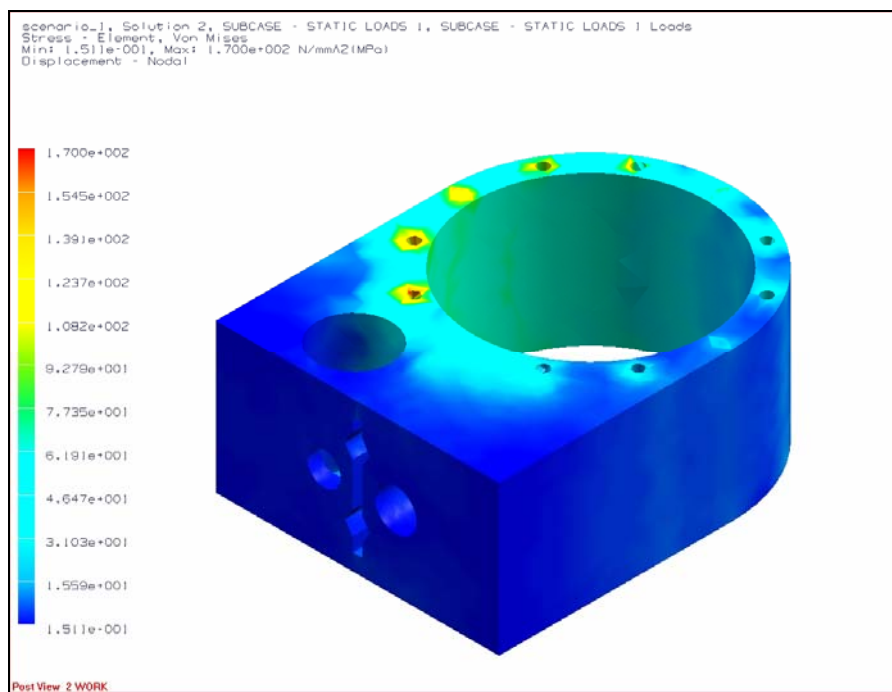 scenario_1, Solution 2, SUBCASE - STATIC LOADS 1, SUBCASE - STATIC LOADS 1 Loads
Stress - Element, Von Mises
Min: 1.511e-001, Max: 1.700e+002 N/mm^2(MPa)
Displacement - Nodal
1.700e+002
1.545e+002
1.391e+002
1.237e+002
1.082e+002
9.279e+001
7.735e+001
6.191e+001
4.647e+001
3.103e+001
1.559e+001
1.511e-001
Post View 2 WORK